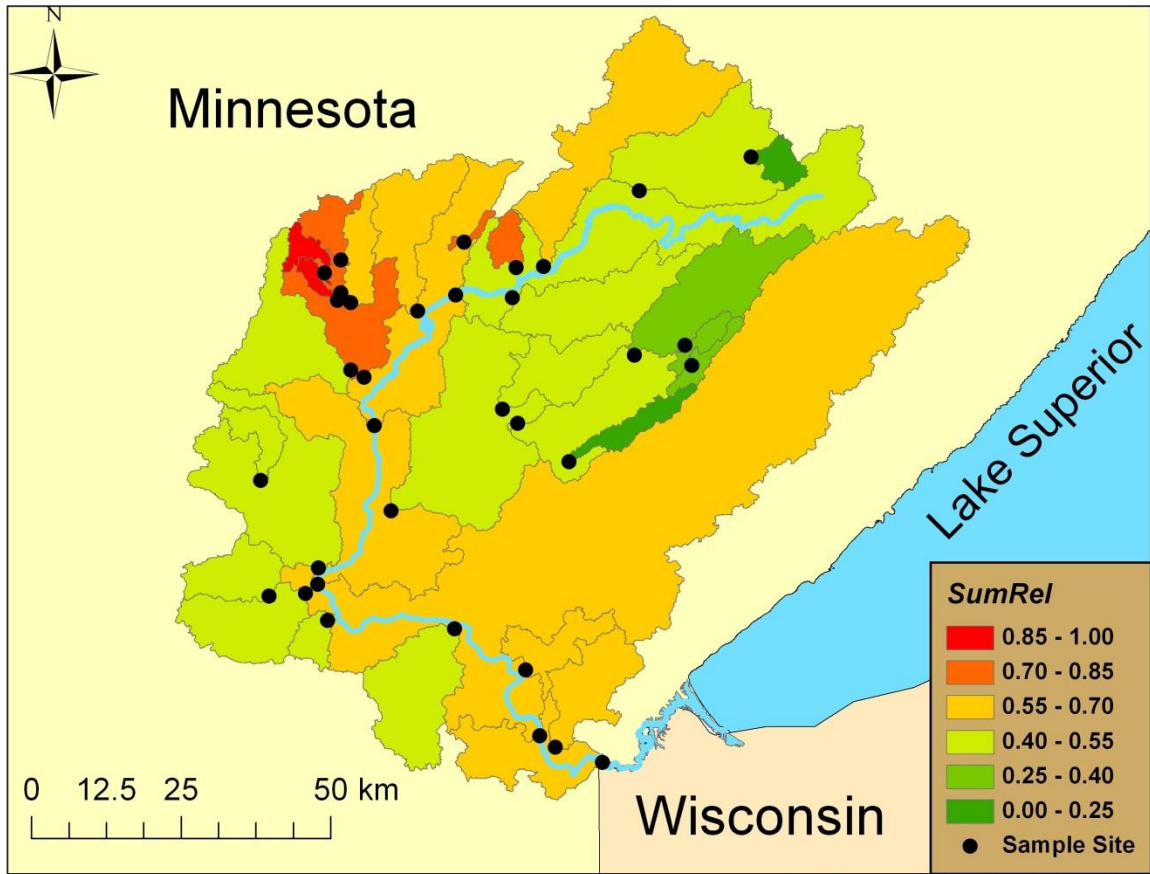 N
Minnesota
Lake Superior
SumRel
0.85 - 1.00
0.70 - 0.85
0.55 - 0.70
0.40 - 0.55
0.25 - 0.40
0.00 - 0.25
Sample Site
0 12.5 25 50 km
Wisconsin